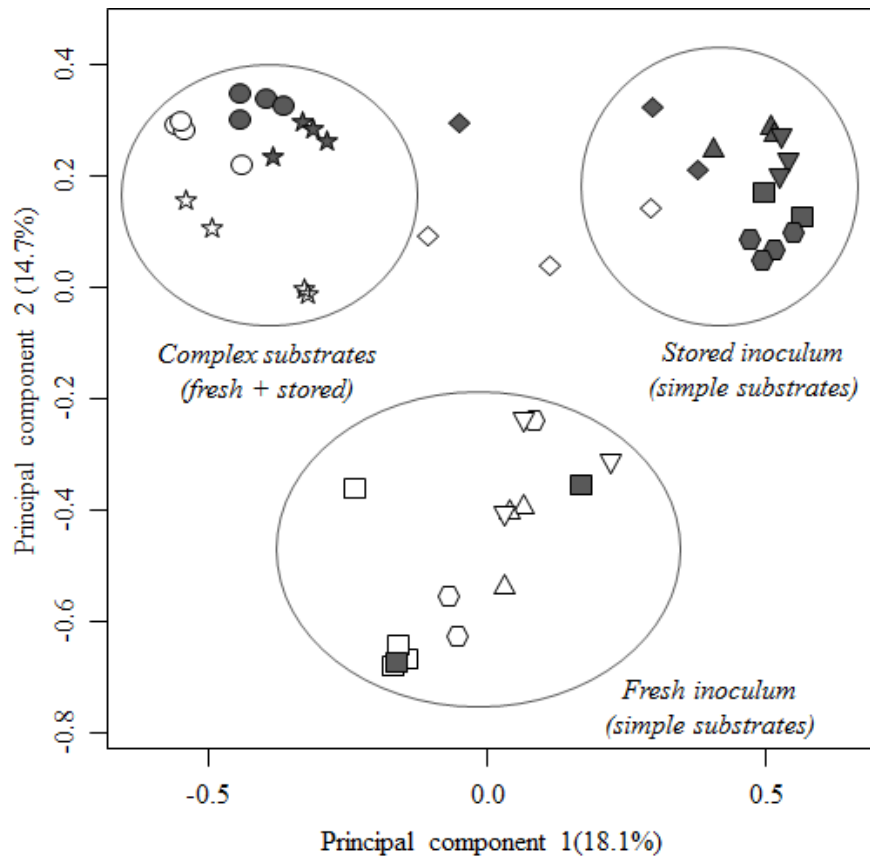 0.4
0.2
0.0
-0.2
-0.4
-0.6
-0.8
Principal component 2 (14.7%)
Complex substrates
(fresh + stored)
Stored inoculum
(simple substrates)
Fresh inoculum
(simple substrates)
-0.5
0.0
0.5
Principal component 1(18.1%)